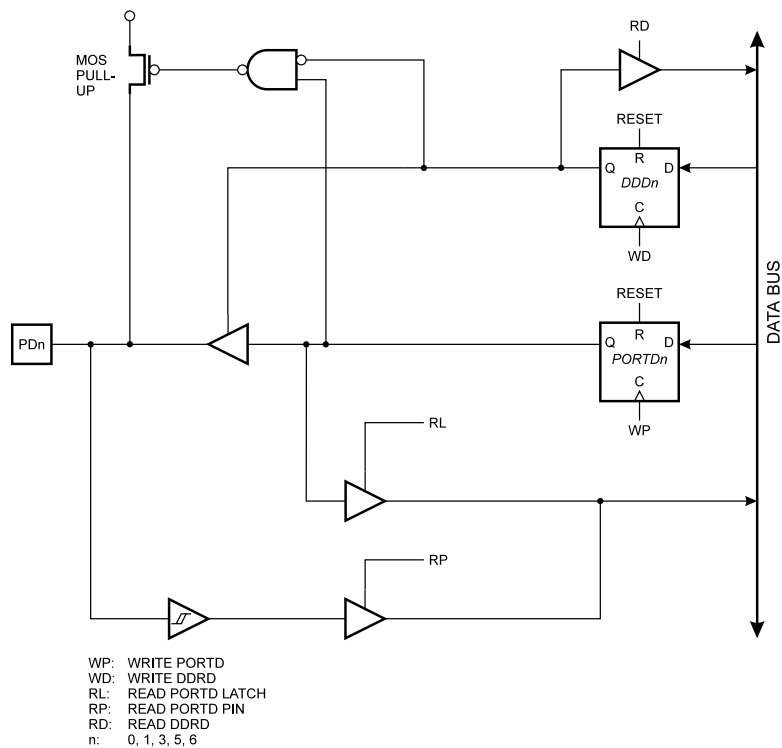 RD
MOS
PULL-
UP
RESET
R
Q
D
DDDn
C
WD
DATA BUS
RESET
R
PDn
Q
D
PORTDn
C
WP
RL
RP
WP: WRITE PORTD
WD: WRITE DDRD
RL: READ PORTD LATCH
RP: READ PORTD PIN
RD: READ DDRD
n: 0, 1, 3, 5, 6